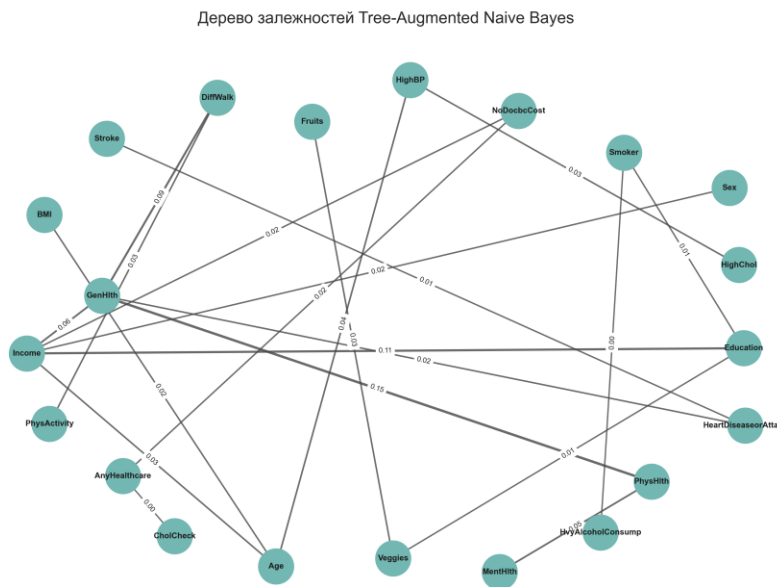 Дерево залежностей Tree-Augmented Naive Bayes
HighBP
DiffWalk
NoDocbcCost
Fruits
Stroke
Smoker
0.03
Sex
0.09
BMI
0.02
0.03
HighChol
0.02
0.01
0.01
0.02
GenHlth
0.04
0.06
0.03
0.00
Income
0.11
Education
0.02
0.15
0.02
PhysActivity
HeartDiseaseorAtta
0.03
0.01
AnyHealthcare
PhysHlth
0.00
0.05
CholCheck
HvyAlcoholConsump
Veggies
Age
MentHlth